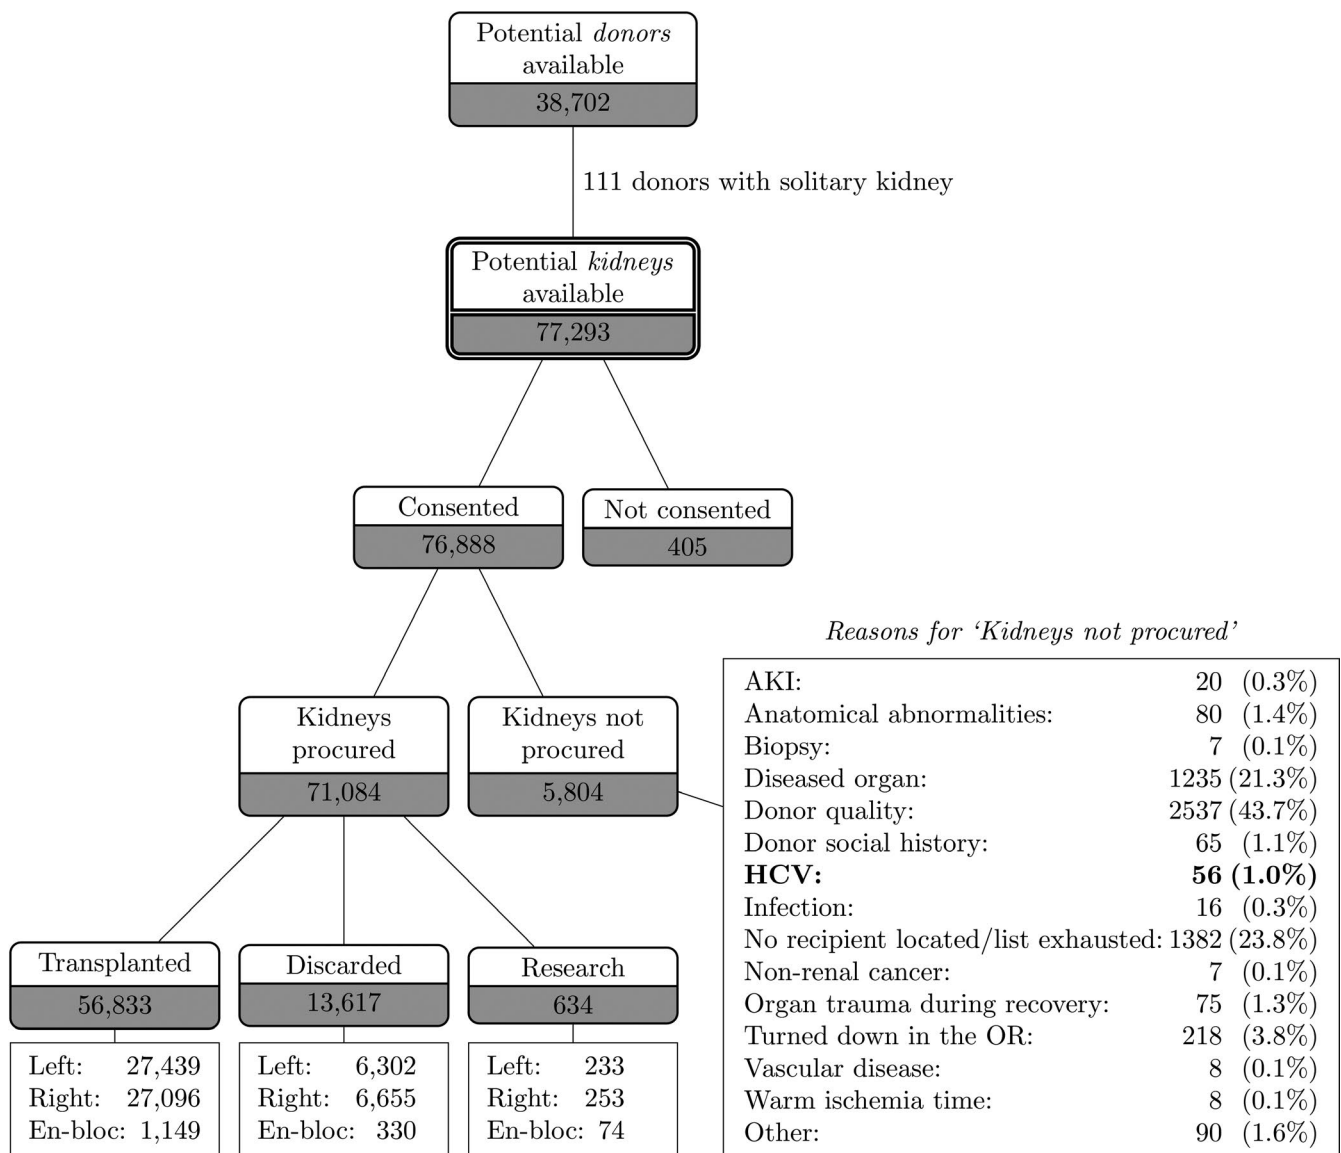 Potential donors
available
38,702
111 donors with solitary kidney
Potential kidneys
available
77,293
Consented
76,888
Not consented
405
Kidneys
procured
71,084
Kidneys not
procured
5,804
Reasons for ‘Kidneys not procured’
AKI: 20 (0.3%)
Anatomical abnormalities: 80 (1.4%)
Biopsy: 7 (0.1%)
Diseased organ: 1235 (21.3%)
Donor quality: 2537 (43.7%)
Donor social history: 65 (1.1%)
HCV: 56 (1.0%)
Infection: 16 (0.3%)
No recipient located/list exhausted: 1382 (23.8%)
Non-renal cancer: 7 (0.1%)
Organ trauma during recovery: 75 (1.3%)
Turned down in the OR: 218 (3.8%)
Vascular disease: 8 (0.1%)
Warm ischemia time: 8 (0.1%)
Other: 90 (1.6%)
Transplanted
56,833
Left: 27,439
Right: 27,096
En-bloc: 1,149
Discarded
13,617
Left: 6,302
Right: 6,655
En-bloc: 330
Research
634
Left: 233
Right: 253
En-bloc: 74